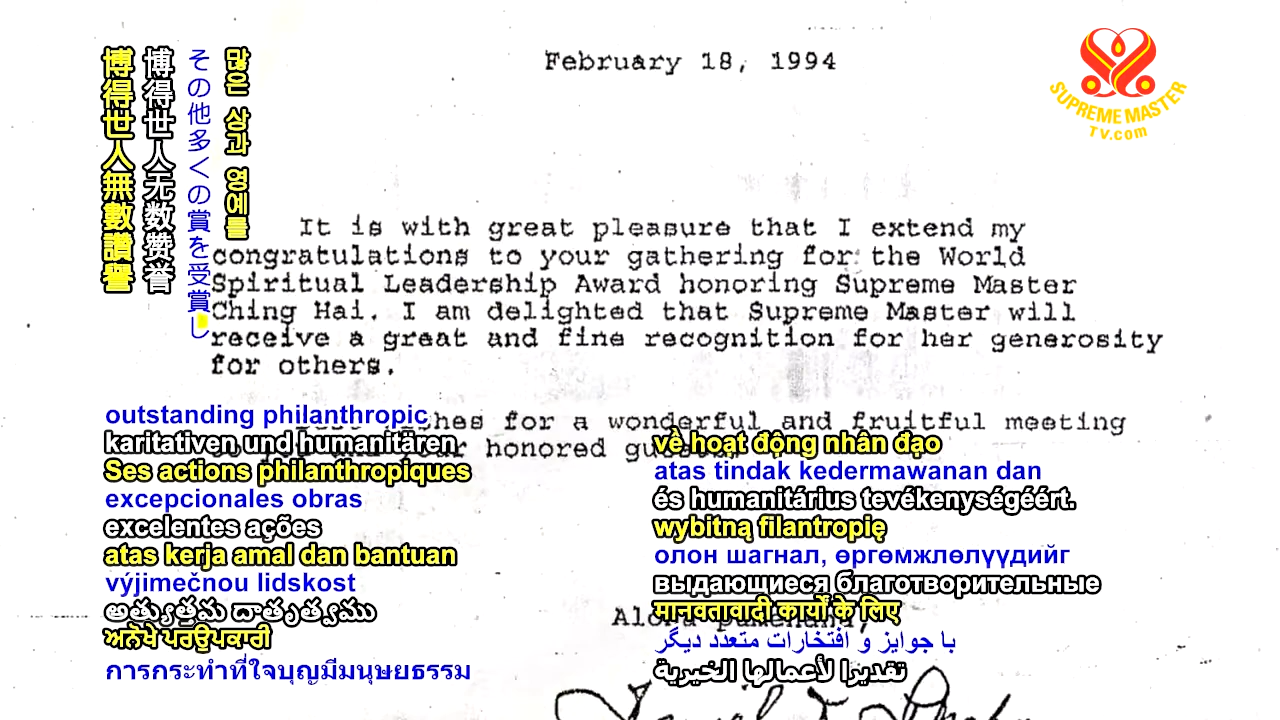 February 18, 1994
SUPREME MASTER
TV.com
많은 상과 영예를
その他多くの賞を受賞し
博得世人无数赞誉
博得世人無數讚譽
It is with great pleasure that I extend my
congratulations to your gathering for the World
Spiritual Leadership Award honoring Supreme Master
Ching Hai. I am delighted that Supreme Master will
receive a great and fine recognition for her generosity
for others.
for a wonderful and fruitful meeting
honored
outstanding philanthropic
karitativen und humanitären
Ses actions philanthropiques
excepcionales obras
excelentes ações
atas kerja amal dan bantuan
výjimečnou lidskost
అత్యుత్తమ దాతృత్వము
ਅਨੋਖੇ ਪਰਉਪਕਾਰੀ
การกระทำที่ใจบุญมีมนุษยธรรม
về hoạt động nhân đạo
atas tindak kedermawanan dan
és humanitárius tevékenységéért.
wybitną filantropię
олон шагнал, өргөмжлөлүүдийг
выдающиеся благотворительные
मानवतावादी कार्यों के लिए
با جوایز و افتخارات متعدد دیگر
تقديرا لأعمالها الخيرية